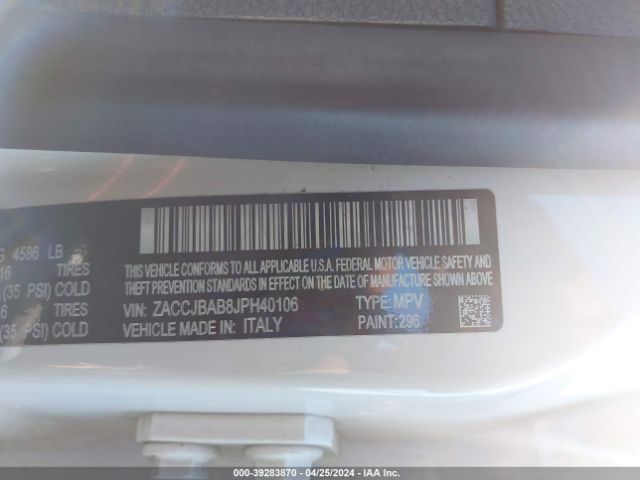 G 4586 LB
16 TIRES
(35 PSI) COLD
6 TIRES
(35 PSI) COLD
THIS VEHICLE CONFORMS TO ALL APPLICABLE U.S.A. FEDERAL MOTOR VEHICLE SAFETY AND
THEFT PREVENTION STANDARDS IN EFFECT ON THE DATE OF MANUFACTURE SHOWN ABOVE
VIN: ZACCJBAB8JPH40106 TYPE: MPV
VEHICLE MADE IN: ITALY PAINT: 296
000-39283870 - 04/25/2024 - IAA Inc.